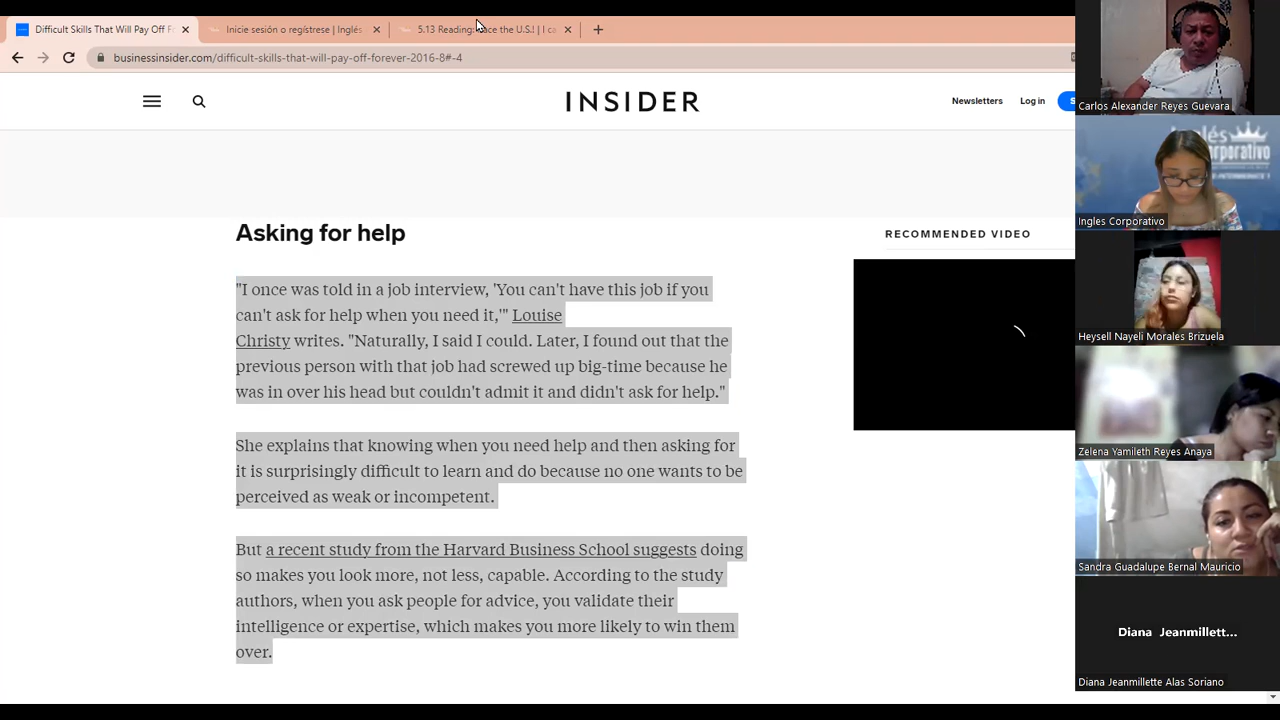 Difficult Skills That Will Pay Off F
Inicie sesión o regístrese | Inglés
5.13 Reading: ace the U.S.! | I ca
businessinsider.com/difficult-skills-that-will-pay-off-forever-2016-8#-4
INSIDER
Newsletters
Log in
S
Asking for help
"I once was told in a job interview, 'You can't have this job if you
can't ask for help when you need it,'" Louise
Christy writes. "Naturally, I said I could. Later, I found out that the
previous person with that job had screwed up big-time because he
was in over his head but couldn't admit it and didn't ask for help."
She explains that knowing when you need help and then asking for
it is surprisingly difficult to learn and do because no one wants to be
perceived as weak or incompetent.
But a recent study from the Harvard Business School suggests doing
so makes you look more, not less, capable. According to the study
authors, when you ask people for advice, you validate their
intelligence or expertise, which makes you more likely to win them
over.
RECOMMENDED VIDEO
Carlos Alexander Reyes Guevara
Inglés
orporativo
Ingles Corporativo
Heysell Nayeli Morales Brizuela
Zelena Yamileth Reyes Anaya
Sandra Guadalupe Bernal Mauricio
Diana Jeanmillett...
Diana Jeanmillette Alas Soriano